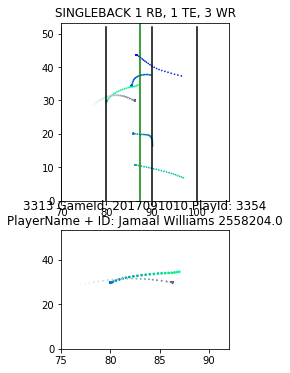 SINGLEBACK 1 RB, 1 TE, 3 WR
50
40
30
20
10
0
70 80 90 100
3313 GameId: 2017091010 PlayId: 3354
PlayerName + ID: Jamaal Williams 2558204.0
40
20
0
75 80 85 90